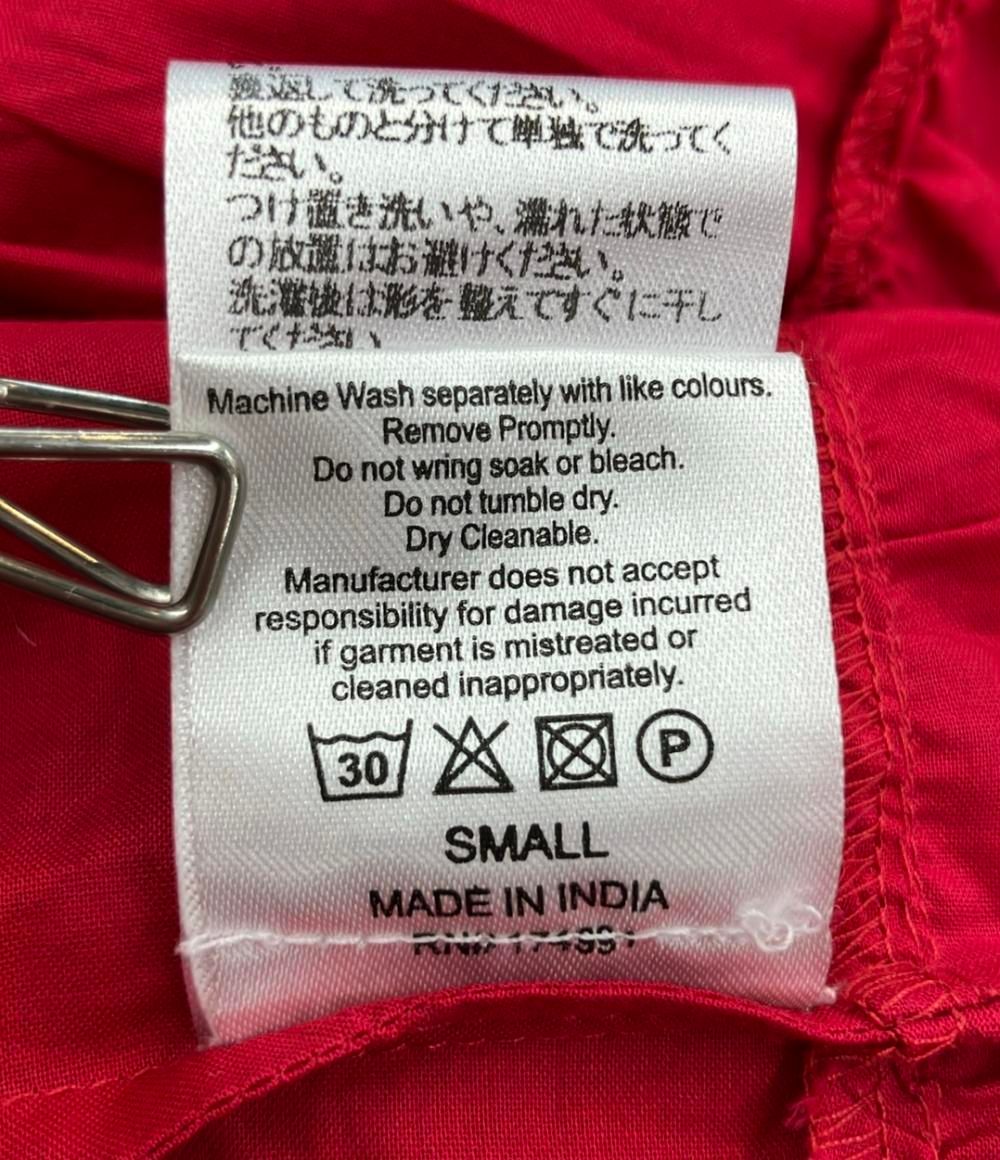 裏返して洗ってください。
他のものと分けて単独で洗ってく
ださい。
つけ置き洗いや、濡れた状態で
の放置はお避けください。
洗濯後は形を整えてすぐに干し
てください
Machine Wash separately with like colours.
Remove Promptly.
Do not wring soak or bleach.
Do not tumble dry.
Dry Cleanable.
Manufacturer does not accept
responsibility for damage incurred
if garment is mistreated or
cleaned inappropriately.
30 P
SMALL
MADE IN INDIA